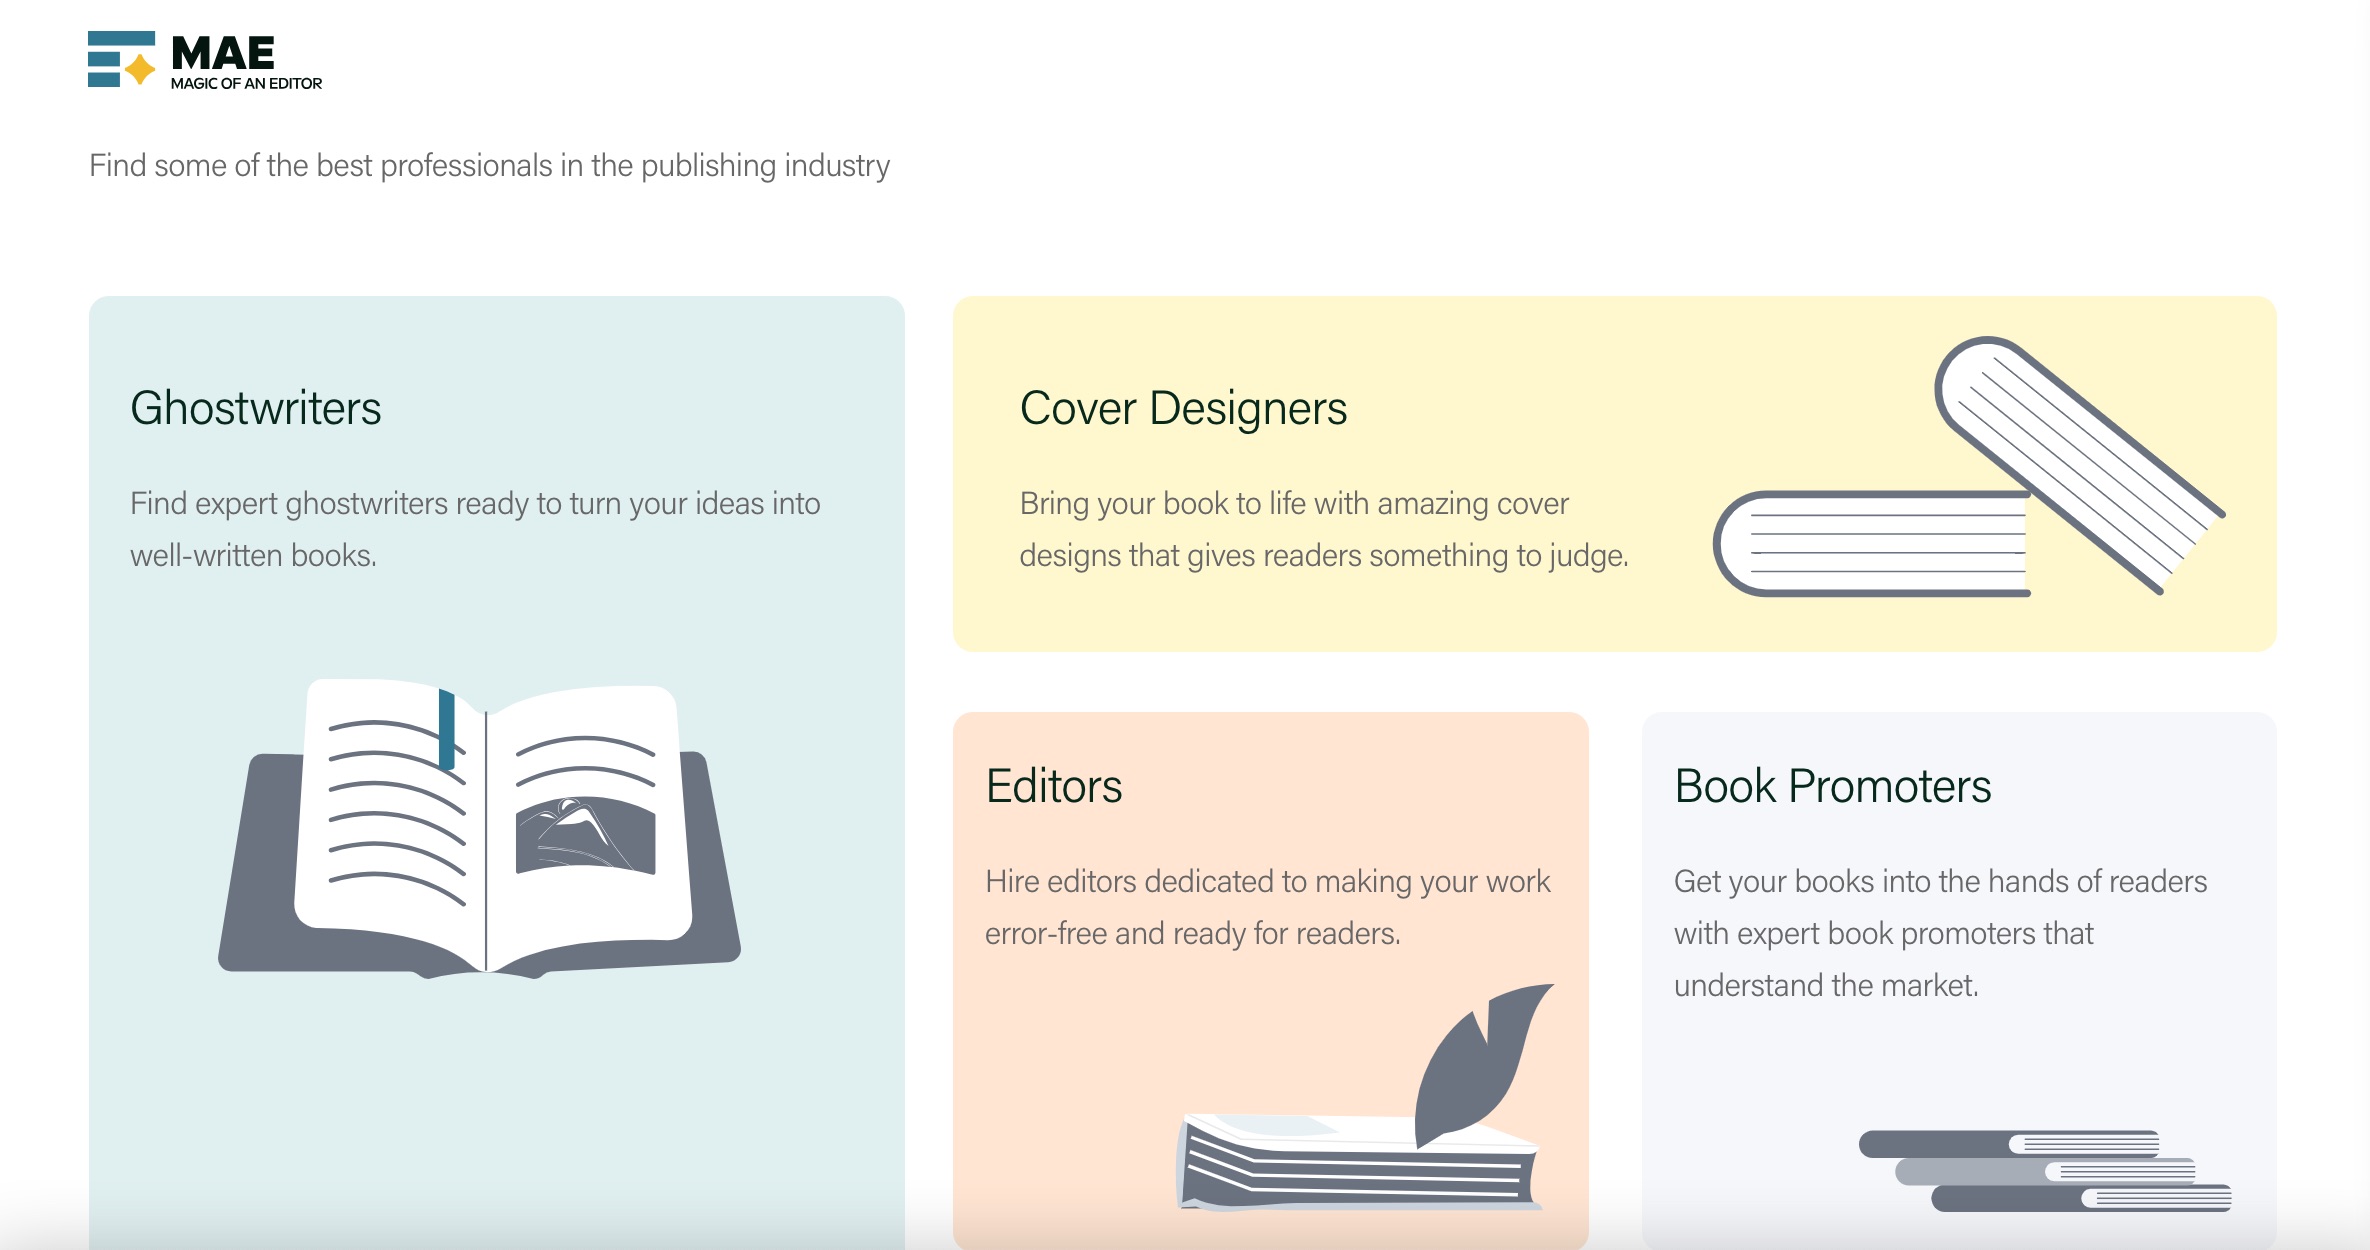 MAE
MAGIC OF AN EDITOR
Find some of the best professionals in the publishing industry
Ghostwriters
Find expert ghostwriters ready to turn your ideas into
well-written books.
Cover Designers
Bring your book to life with amazing cover
designs that gives readers something to judge.
Editors
Hire editors dedicated to making your work
error-free and ready for readers.
Book Promoters
Get your books into the hands of readers
with expert book promoters that
understand the market.